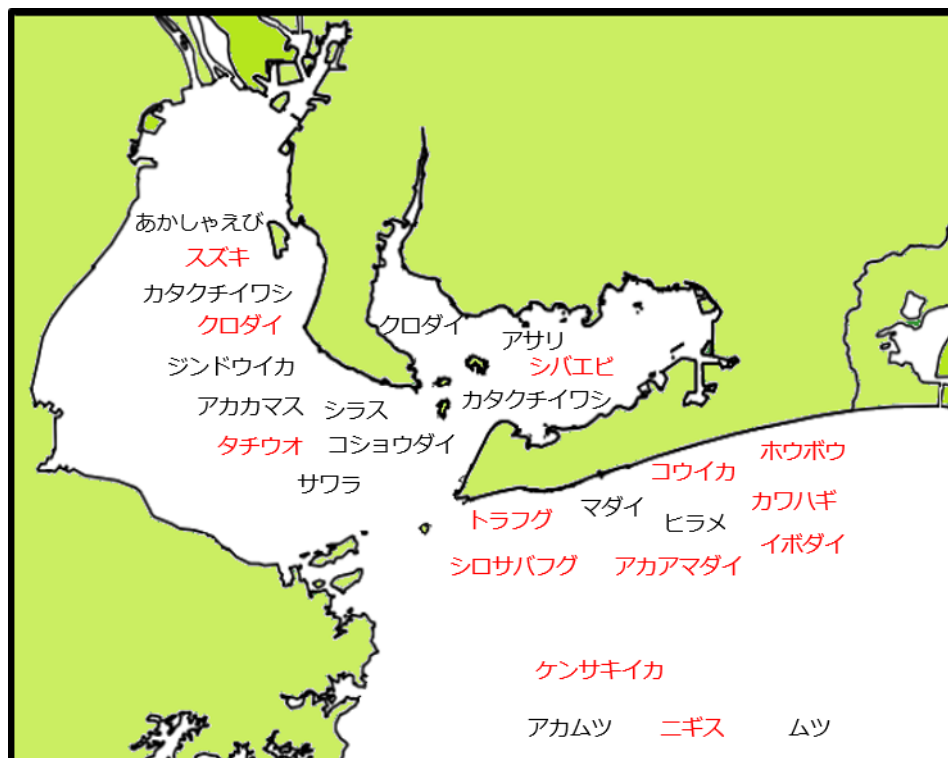 あかしゃえび
スズキ
カタクチイワシ
クロダイ
クロダイ
アサリ
ジンドウイカ
シバエビ
アカカマス
シラス
カタクチイワシ
タチウオ
コショウダイ
ホウボウ
サワラ
コウイカ
トラフグ
マダイ
ヒラメ
カワハギ
シロサバフグ
アカアマダイ
イボダイ
ケンサキイカ
アカムツ
ニギス
ムツ